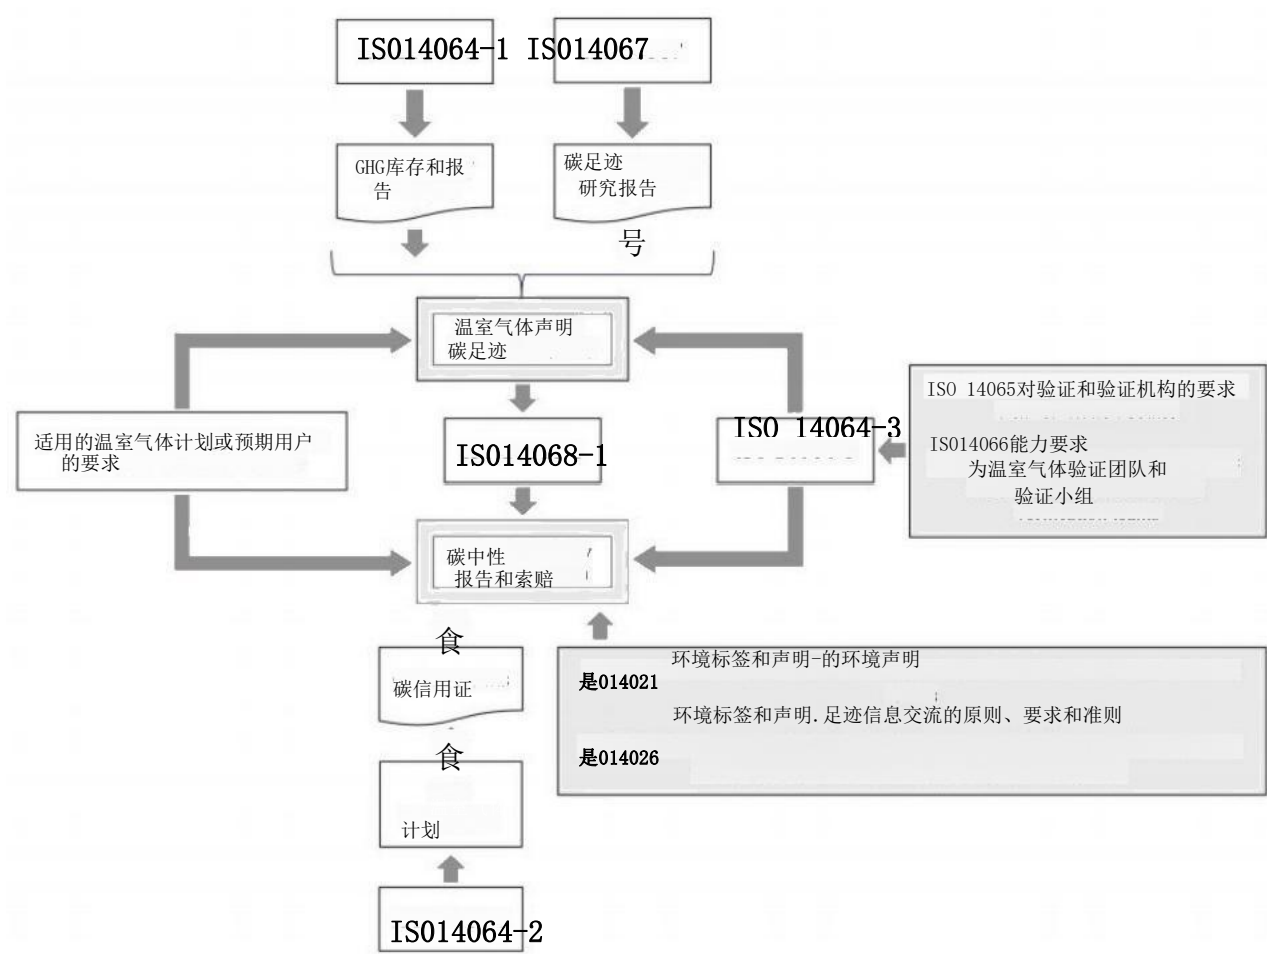 ISO14064-1 ISO14067
GHG库存和报
告
碳足迹
研究报告
号
温室气体声明
碳足迹
适用的温室气体计划或预期用户
的要求
ISO14068-1
ISO 14064-3
ISO 14065对验证和验证机构的要求
ISO14066能力要求
为温室气体验证团队和
验证小组
碳中性
报告和索赔
食
碳信用证
食
计划
ISO14064-2
环境标签和声明-的环境声明
是014021
环境标签和声明.足迹信息交流的原则、要求和准则
是014026